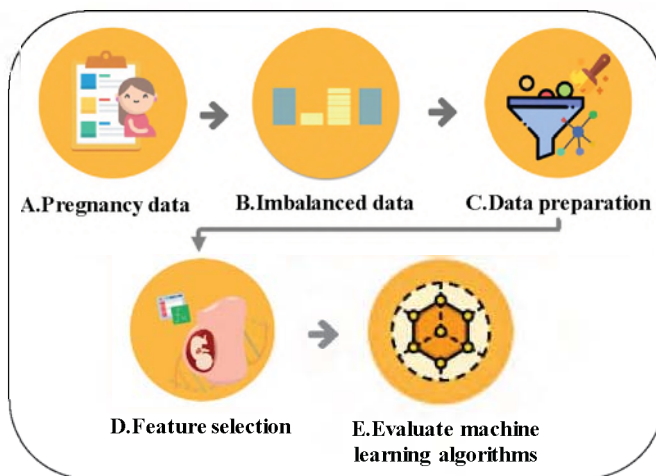 A.Pregnancy data
B.Imbalanced data
C.Data preparation
D.Feature selection
E.Evaluate machine
learning algorithms